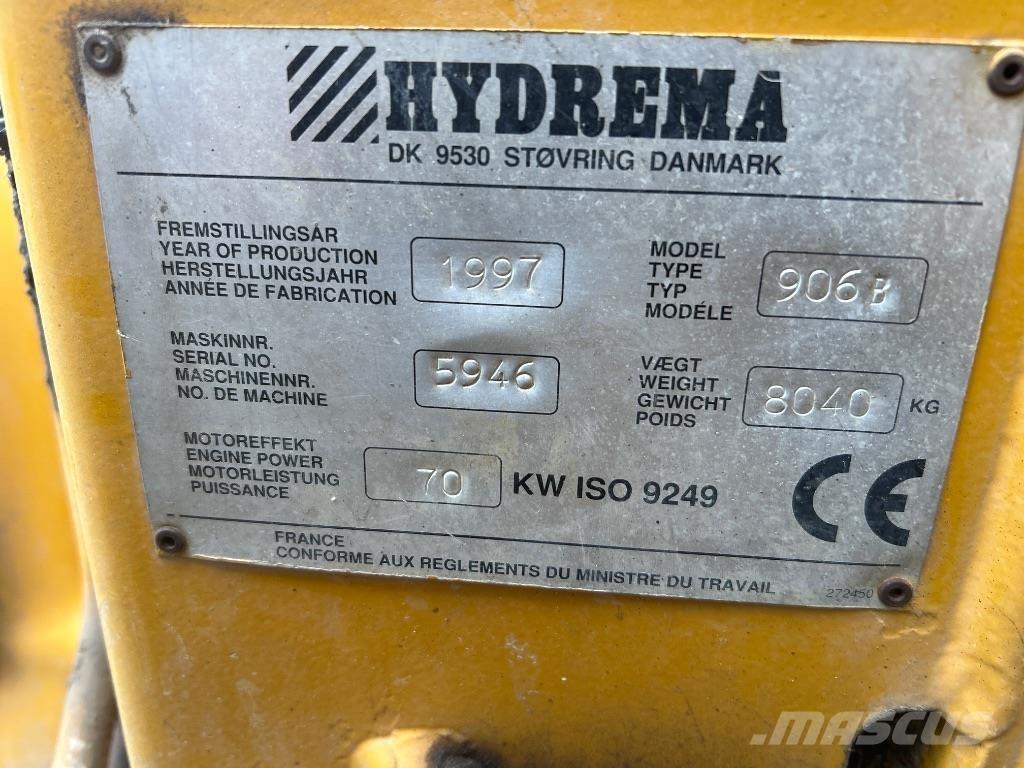 HYDREMA
DK 9530 STØVRING DANMARK
FREMSTILLINGSÅR
YEAR OF PRODUCTION
HERSTELLUNGSJAHR
ANNÉE DE FABRICATION
1997
MODEL
TYPE
TYP
MODÉLE
906B
MASKINNR.
SERIAL NO.
MASCHINENNR.
NO. DE MACHINE
5946
VÆGT
WEIGHT
GEWICHT
POIDS
8040 KG
MOTOREFFEKT
ENGINE POWER
MOTORLEISTUNG
PUISSANCE
70 KW ISO 9249
CE
FRANCE
CONFORME AUX REGLEMENTS DU MINISTRE DU TRAVAIL
272450
MASCUS